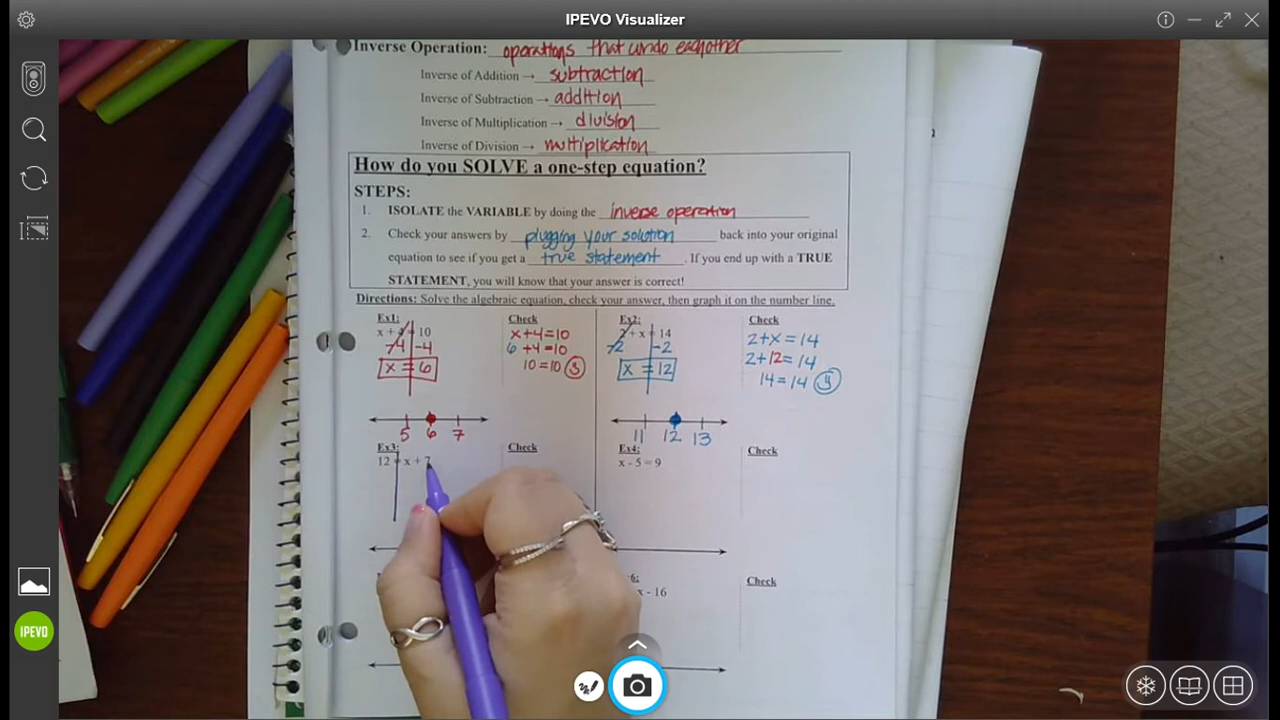 IPEVO Visualizer
Inverse Operation: operations that undo eachother
Inverse of Addition → subtraction
Inverse of Subtraction → addition
Inverse of Multiplication → division
Inverse of Division → multiplication
How do you SOLVE a one-step equation?
STEPS:
1. ISOLATE the VARIABLE by doing the inverse operation
2. Check your answers by plugging your solution back into your original
equation to see if you get a true statement. If you end up with a TRUE
STATEMENT, you will know that your answer is correct!
Directions: Solve the algebraic equation, check your answer, then graph it on the number line.
Ex1:
x + 4 = 10
-4 -4
x = 6
Check
x+4=10
6+4=10
10=10
5 6 7
Ex2:
2 + x = 14
-2 -2
x = 12
Check
2+x=14
2+12=14
14=14
11 12 13
Ex3:
12 = x + 7
Check
Ex4:
x - 5 = 9
Check
6:
x - 16
Check
IPEVO